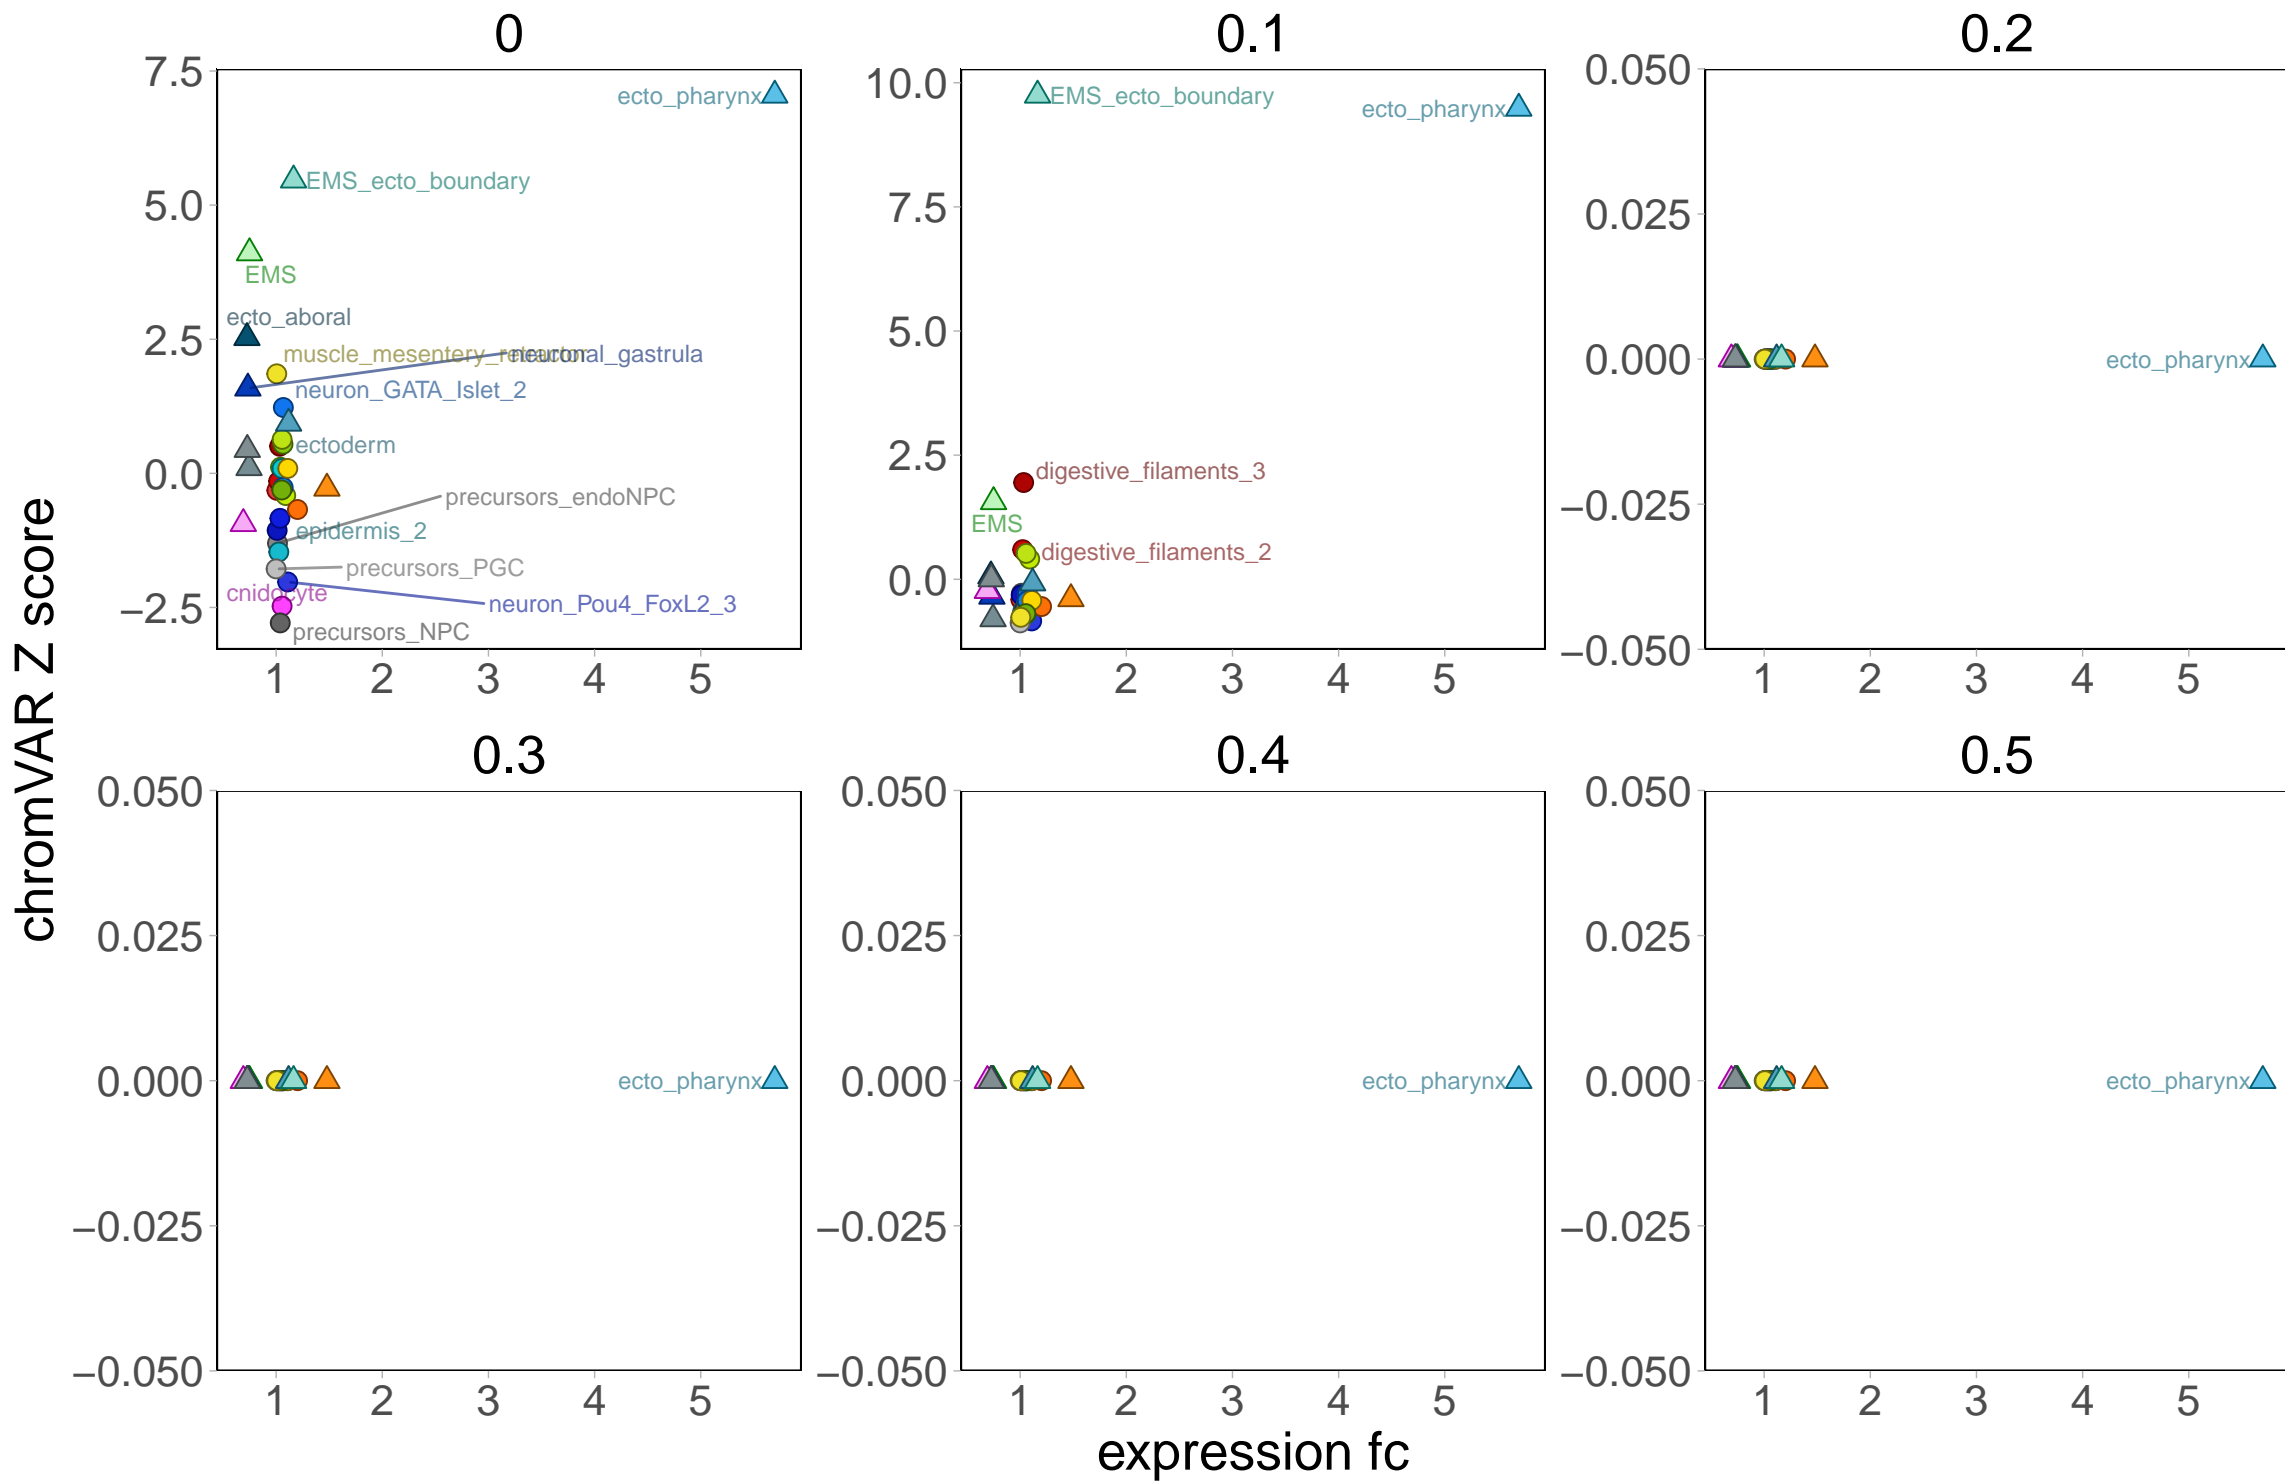 0
0.1
0.2
7.5
5.0
2.5
0.0
−2.5
ecto_pharynx
EMS_ecto_boundary
EMS
ecto_aboral
muscle_mesentery_retractor
neuronal_gastrula
neuron_GATA_Islet_2
ectoderm
precursors_endoNPC
epidermis_2
precursors_PGC
cnidocyte
neuron_Pou4_FoxL2_3
precursors_NPC
1 2 3 4 5
10.0
7.5
5.0
2.5
0.0
EMS_ecto_boundary
ecto_pharynx
digestive_filaments_3
EMS
digestive_filaments_2
1 2 3 4 5
0.050
0.025
0.000
−0.025
−0.050
ecto_pharynx
1 2 3 4 5
chromVAR Z score
0.3
0.4
0.5
0.050
0.025
0.000
−0.025
−0.050
ecto_pharynx
1 2 3 4 5
0.050
0.025
0.000
−0.025
−0.050
ecto_pharynx
1 2 3 4 5
0.050
0.025
0.000
−0.025
−0.050
ecto_pharynx
1 2 3 4 5
expression fc